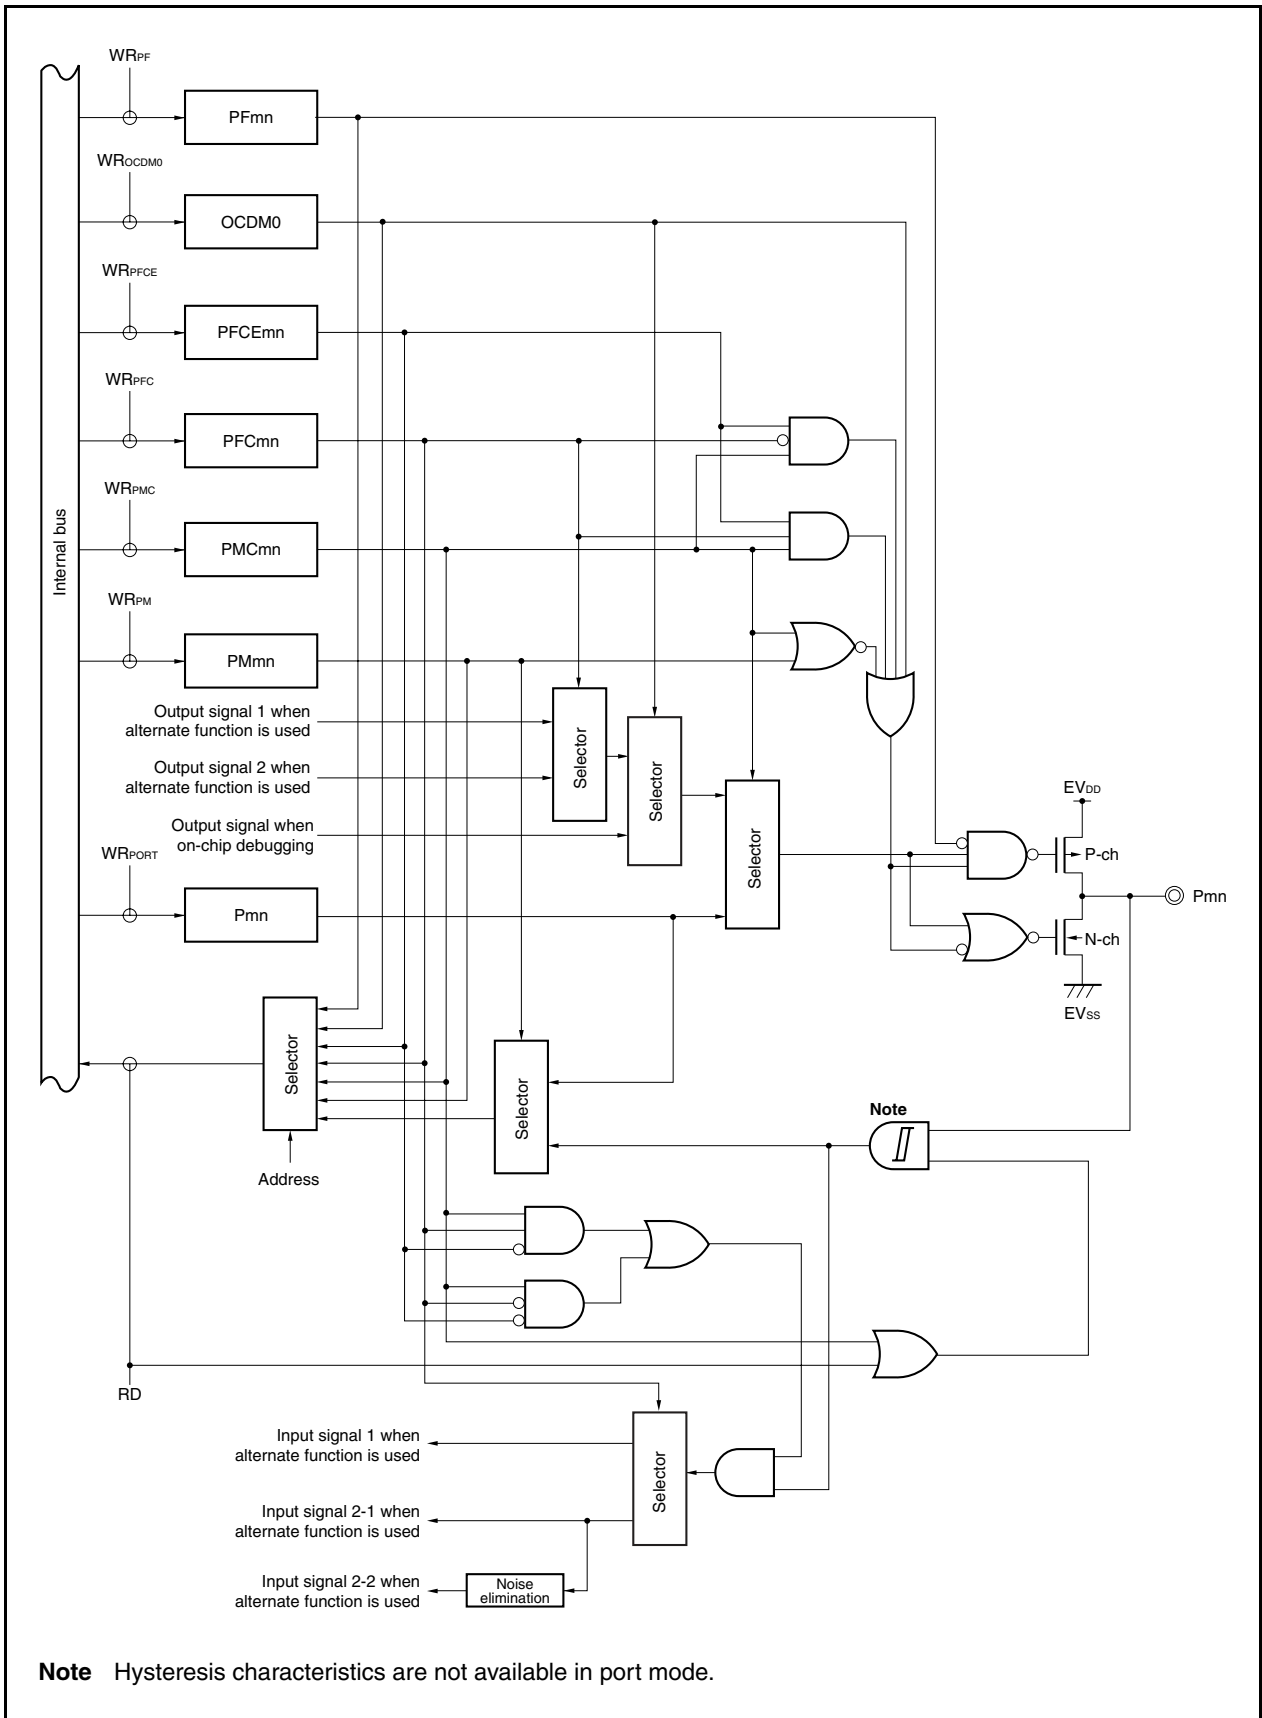 WRPF
PFmn
WROCDM0
OCDM0
WRPFCE
PFCEmn
WRPFC
PFCmn
WRPMC
PMCmn
Internal bus
WRPM
PMmn
Output signal 1 when
alternate function is used
Output signal 2 when
alternate function is used
Output signal when
on-chip debugging
Selector
Selector
Selector
WRPORT
Pmn
EVDD
P-ch
Pmn
N-ch
EVSS
Selector
Address
Selector
Note
RD
Input signal 1 when
alternate function is used
Input signal 2-1 when
alternate function is used
Input signal 2-2 when
alternate function is used
Selector
Noise
elimination
Note Hysteresis characteristics are not available in port mode.